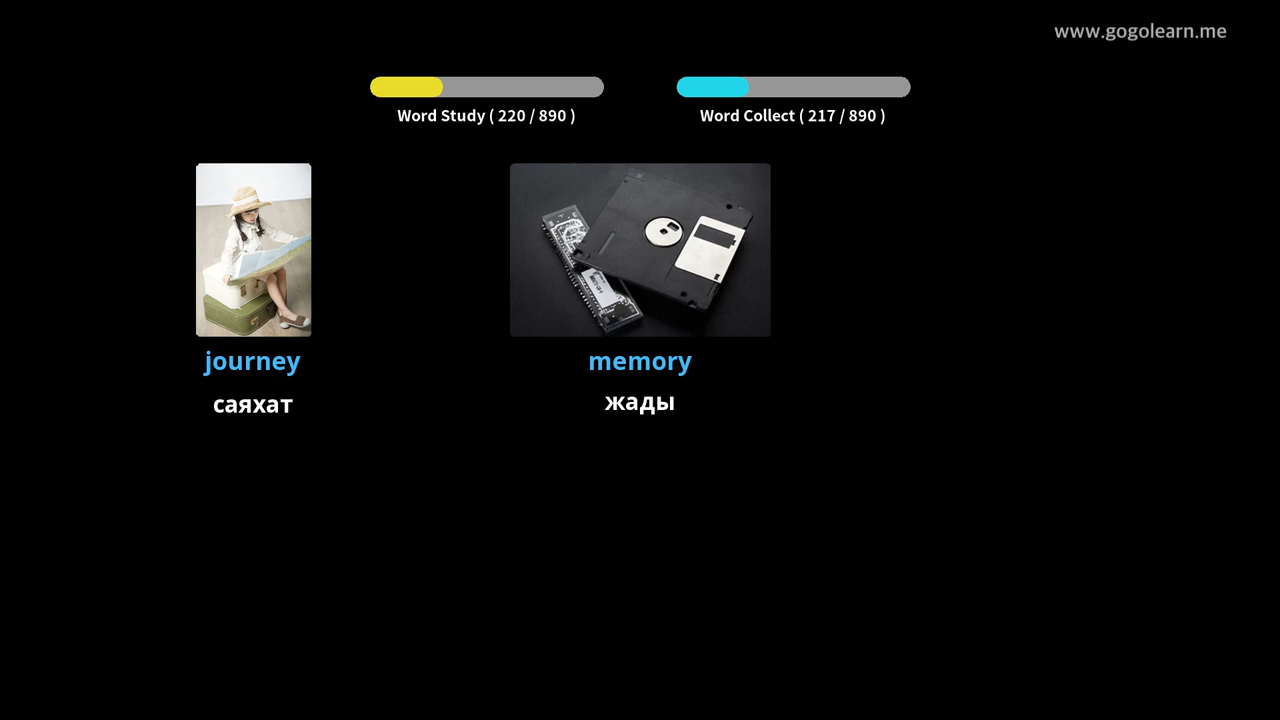 www.gogolearn.me
Word Study ( 220 / 890 )
Word Collect ( 217 / 890 )
journey
саяхат
memory
жады